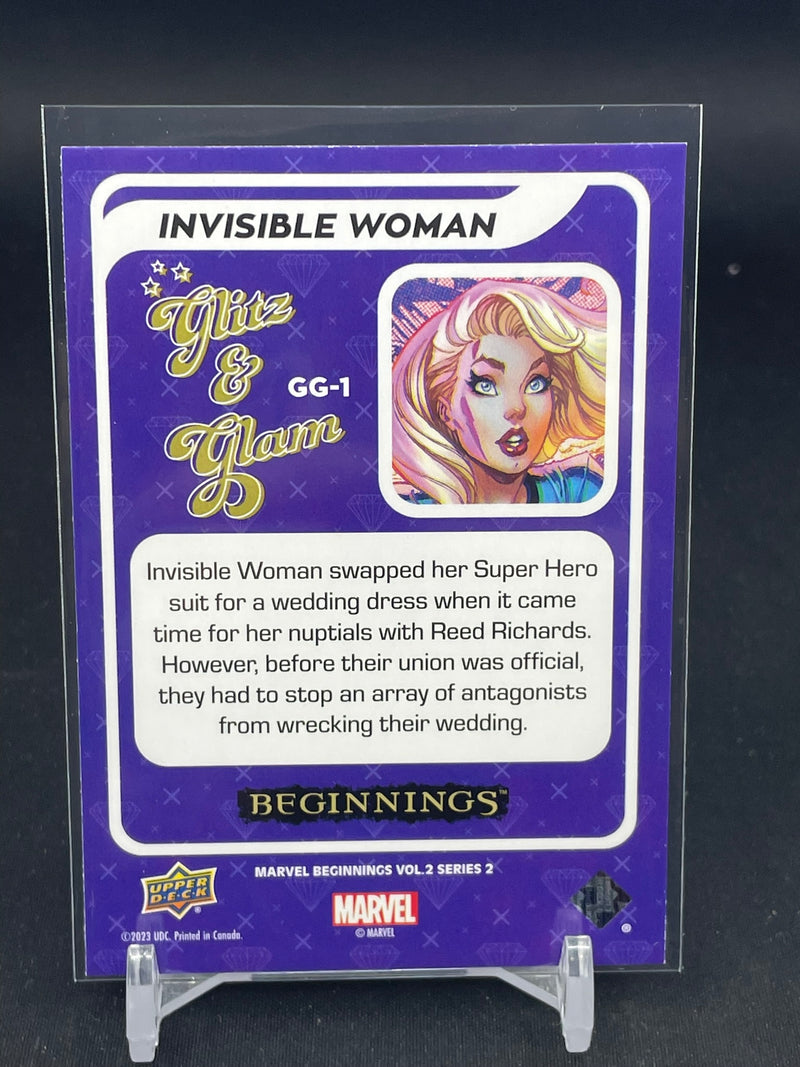 INVISIBLE WOMAN
Glitz
&
Glam
GG-1
Invisible Woman swapped her Super Hero
suit for a wedding dress when it came
time for her nuptials with Reed Richards.
However, before their union was official,
they had to stop an array of antagonists
from wrecking their wedding.
BEGINNINGS™
MARVEL BEGINNINGS VOL.2 SERIES 2
UPPER
D•E•C•K
®
MARVEL
© MARVEL
©2023 UDC. Printed in Canada.
®